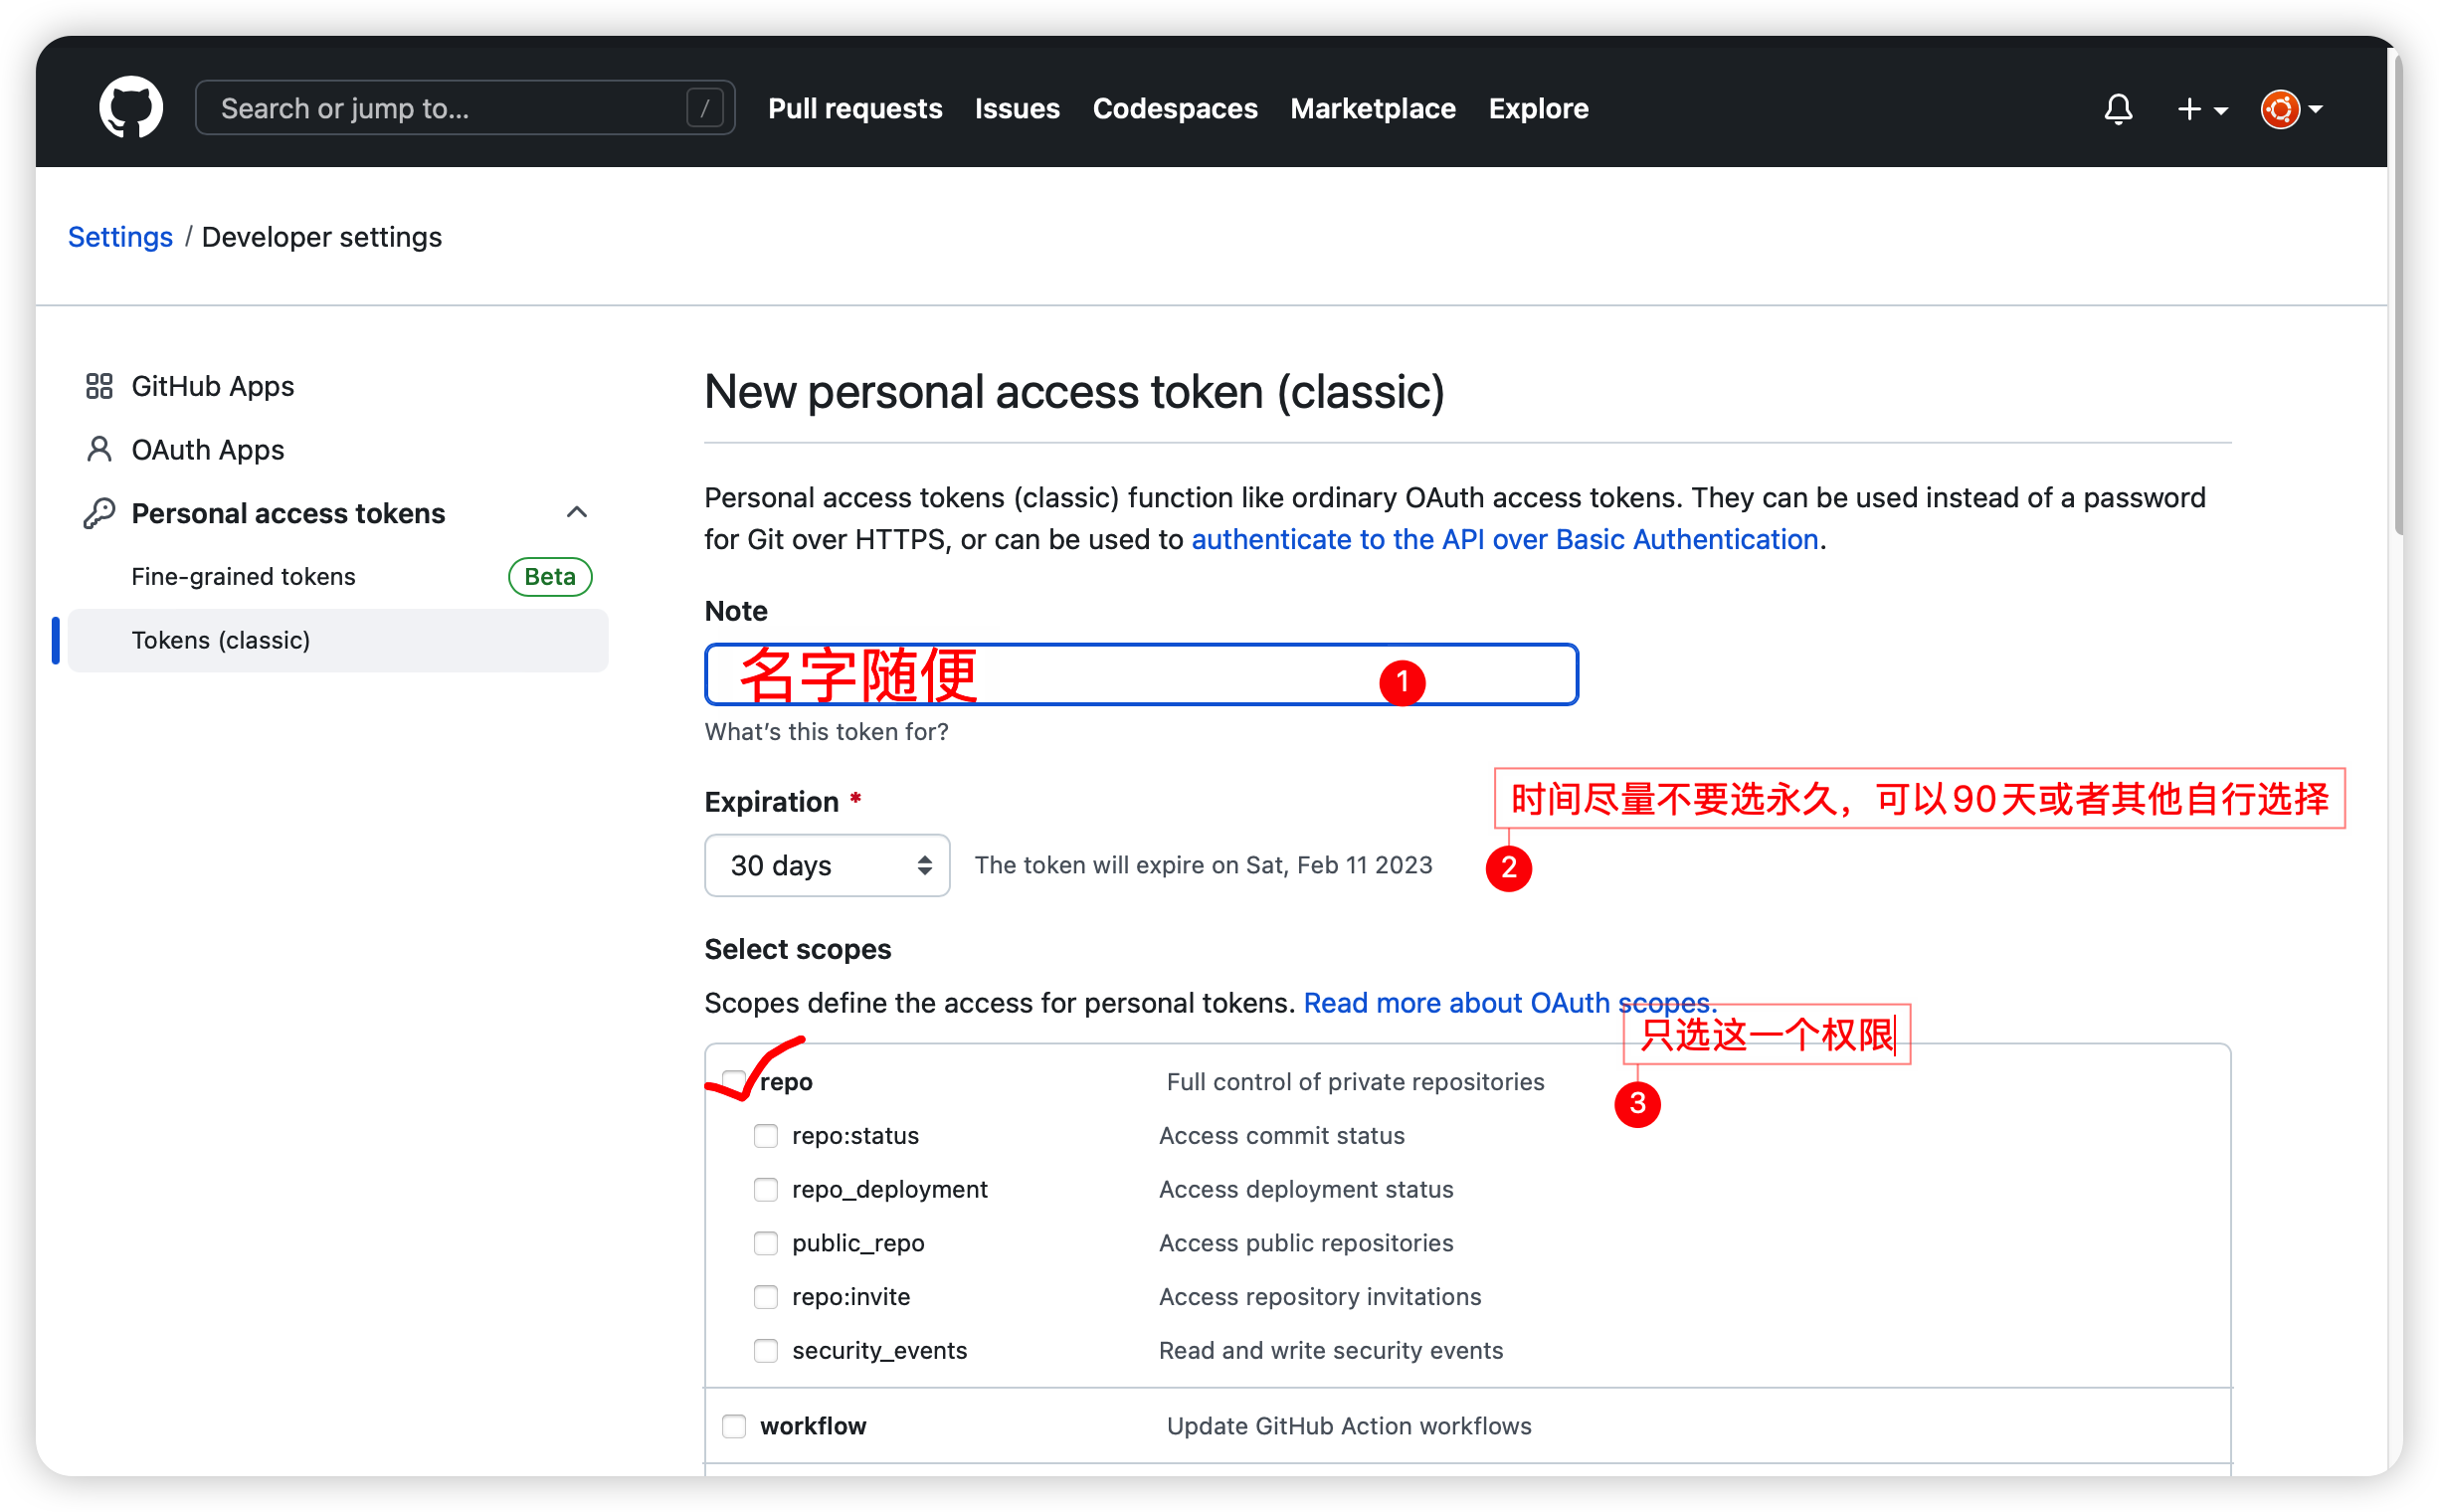 Search or jump to... /
Pull requests Issues Codespaces Marketplace Explore
Settings / Developer settings
GitHub Apps
OAuth Apps
Personal access tokens
Fine-grained tokens Beta
Tokens (classic)
New personal access token (classic)
Personal access tokens (classic) function like ordinary OAuth access tokens. They can be used instead of a password
for Git over HTTPS, or can be used to authenticate to the API over Basic Authentication.
Note
名字随便 1
What's this token for?
时间尽量不要选永久，可以90天或者其他自行选择
Expiration *
30 days The token will expire on Sat, Feb 11 2023 2
Select scopes
Scopes define the access for personal tokens. Read more about OAuth scopes.
只选这一个权限
repo Full control of private repositories 3
repo:status Access commit status
repo_deployment Access deployment status
public_repo Access public repositories
repo:invite Access repository invitations
security_events Read and write security events
workflow Update GitHub Action workflows